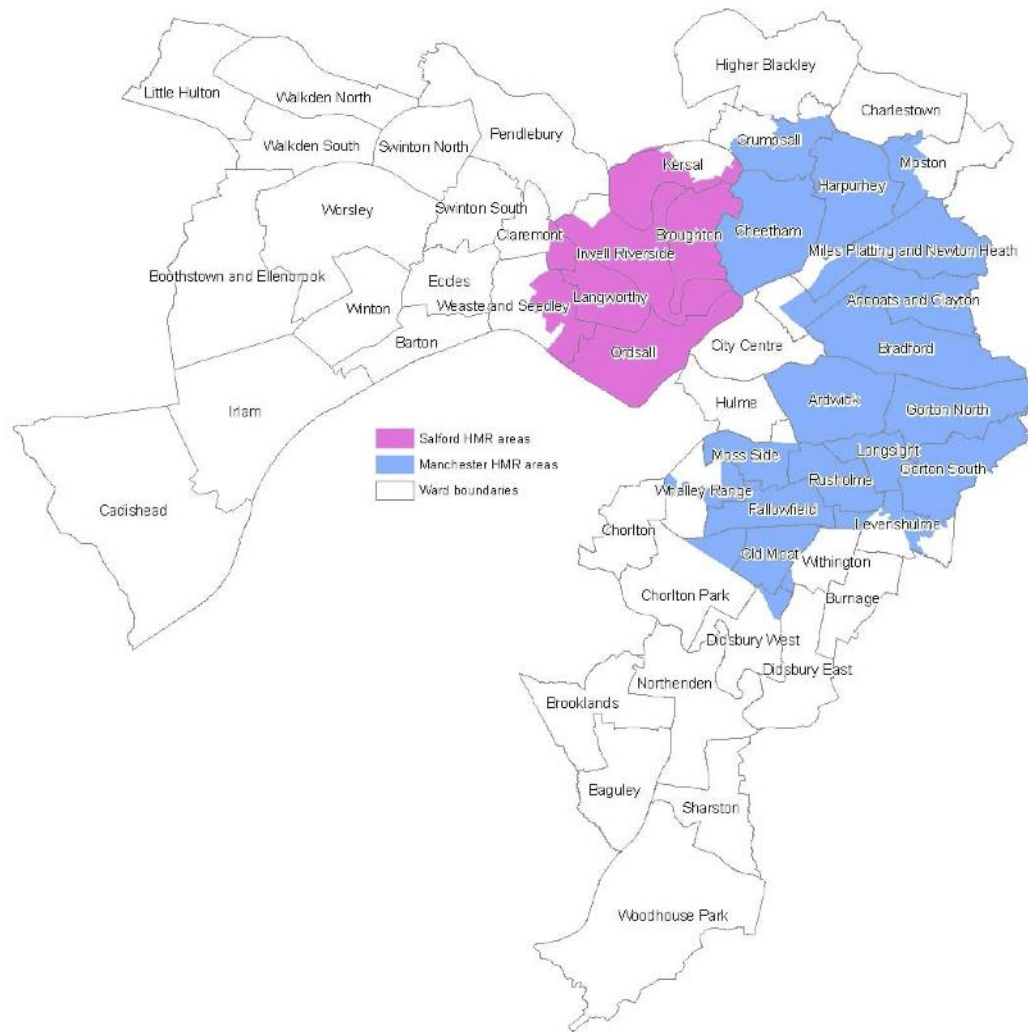 Higher Blackley
Little Hulton
Walkden North
Charlestown
Pendlebury
Walkden South
Swinton North
Crumpsall
Kersal
Moston
Harpurhey
Worsley
Swinton South
Claremont
Broughton
Cheetham
Irwell Riverside
Miles Platting and Newton Heath
Boothstown and Ellenbrook
Eccles
Winton
Weaste and Seedley
Langworthy
Ancoats and Clayton
Barton
Ordsall
City Centre
Bradford
Irlam
Hulme
Ardwick
Gorton North
Salford HMR areas
Manchester HMR areas
Ward boundaries
Moss Side
Longsight
Gorton South
Rusholme
Whalley Range
Fallowfield
Cadishead
Chorlton
Levenshulme
Old Moat
Withington
Chorlton Park
Burnage
Didsbury West
Didsbury East
Northenden
Brooklands
Baguley
Sharston
Woodhouse Park